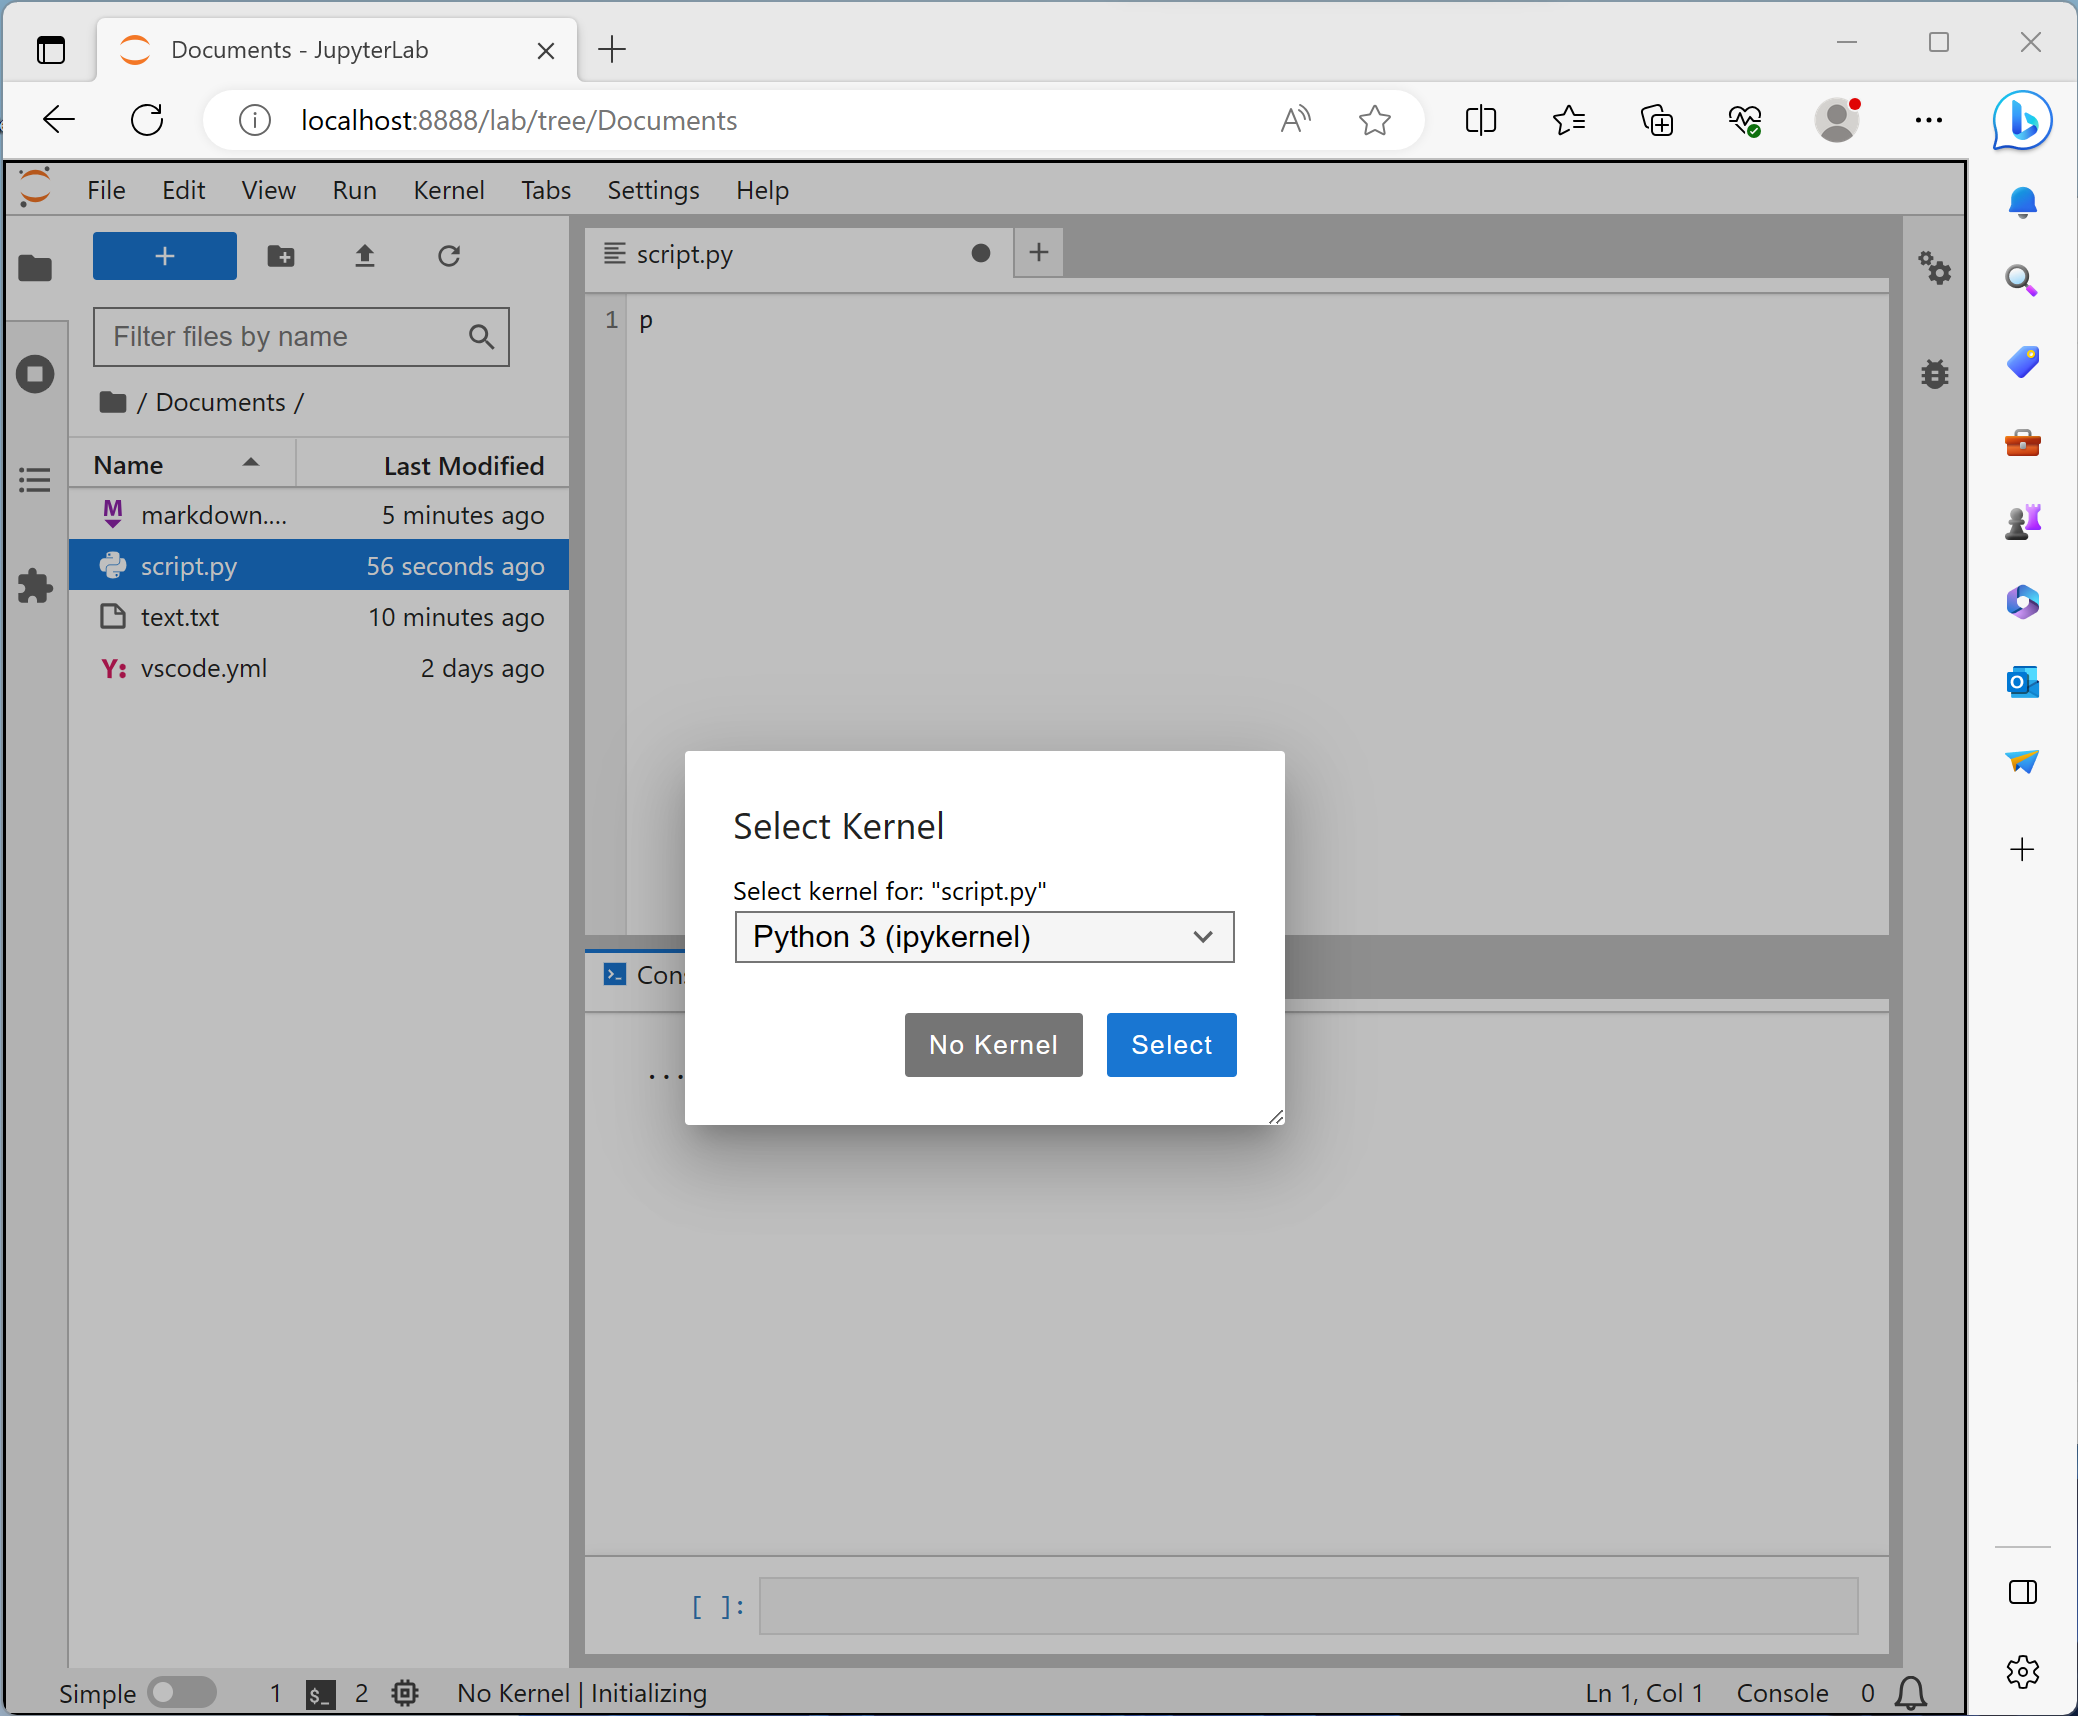 Documents - JupyterLab
localhost:8888/lab/tree/Documents
File Edit View Run Kernel Tabs Settings Help
Filter files by name
/ Documents /
Name Last Modified
markdown.... 5 minutes ago
script.py 56 seconds ago
text.txt 10 minutes ago
vscode.yml 2 days ago
script.py
1 p
Select Kernel
Select kernel for: "script.py"
Python 3 (ipykernel)
No Kernel Select
Cons
...
[ ]:
Simple 1 $_ 2 No Kernel | Initializing Ln 1, Col 1 Console 0